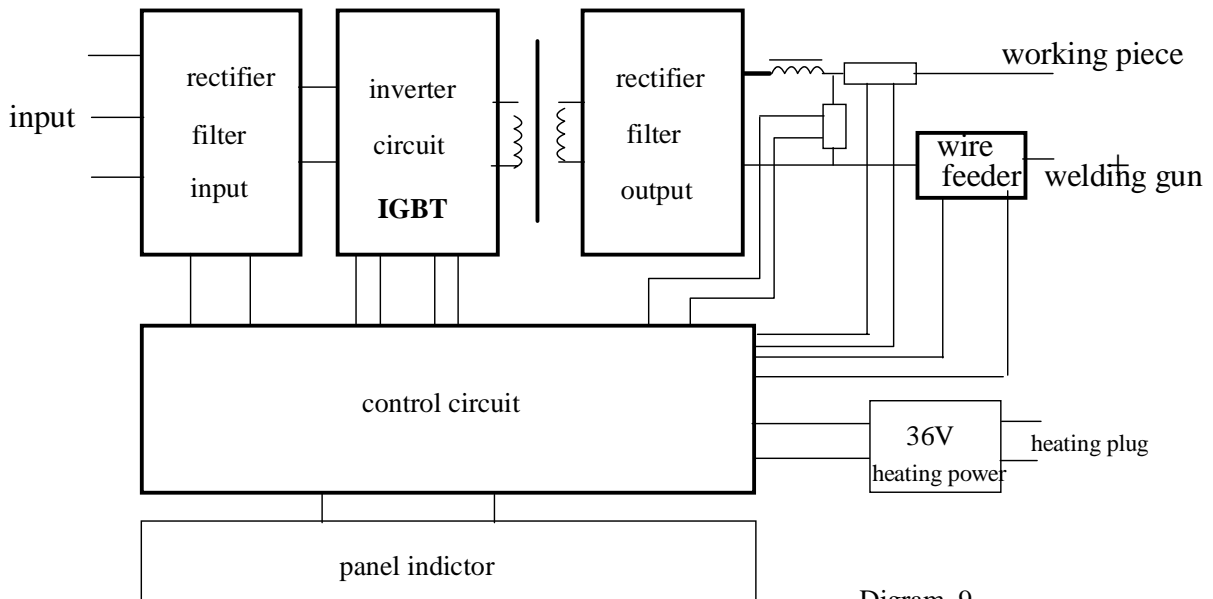 input
rectifier
filter
input
inverter
circuit
IGBT
rectifier
filter
output
working piece
wire
feeder
+
welding gun
control circuit
36V
heating power
heating plug
panel indictor
Digram 9